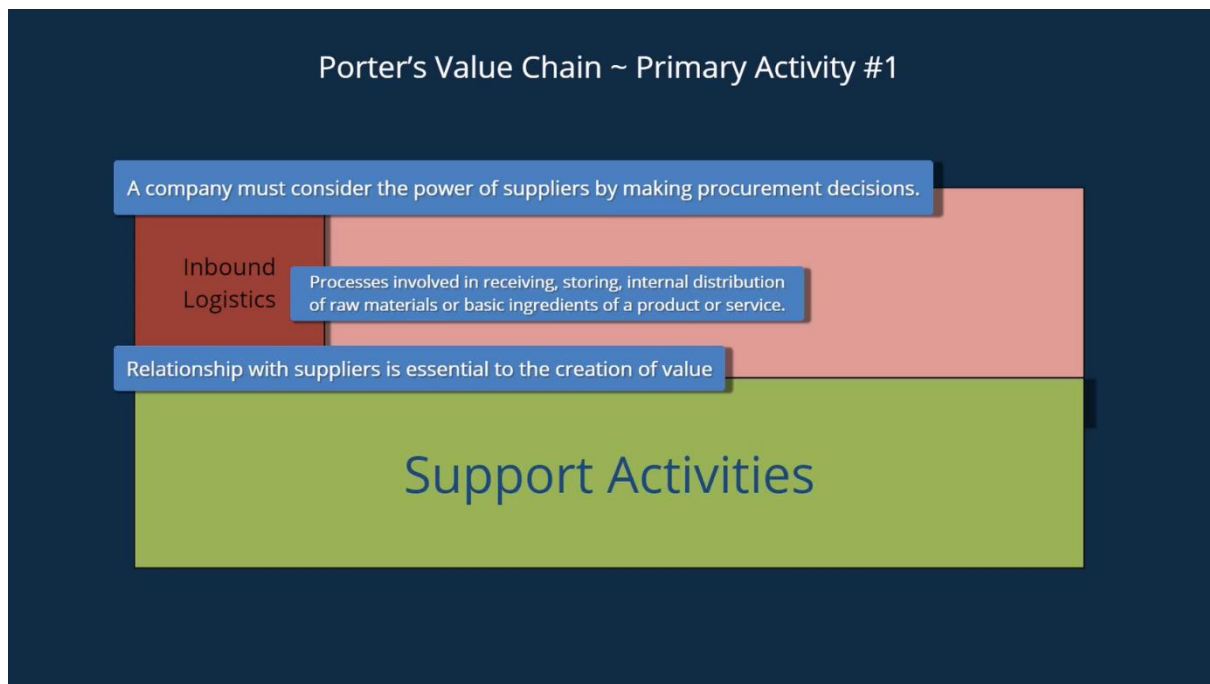 Porter’s Value Chain ~ Primary Activity #1
A company must consider the power of suppliers by making procurement decisions.
Inbound
Logistics
Processes involved in receiving, storing, internal distribution
of raw materials or basic ingredients of a product or service.
Relationship with suppliers is essential to the creation of value
Support Activities